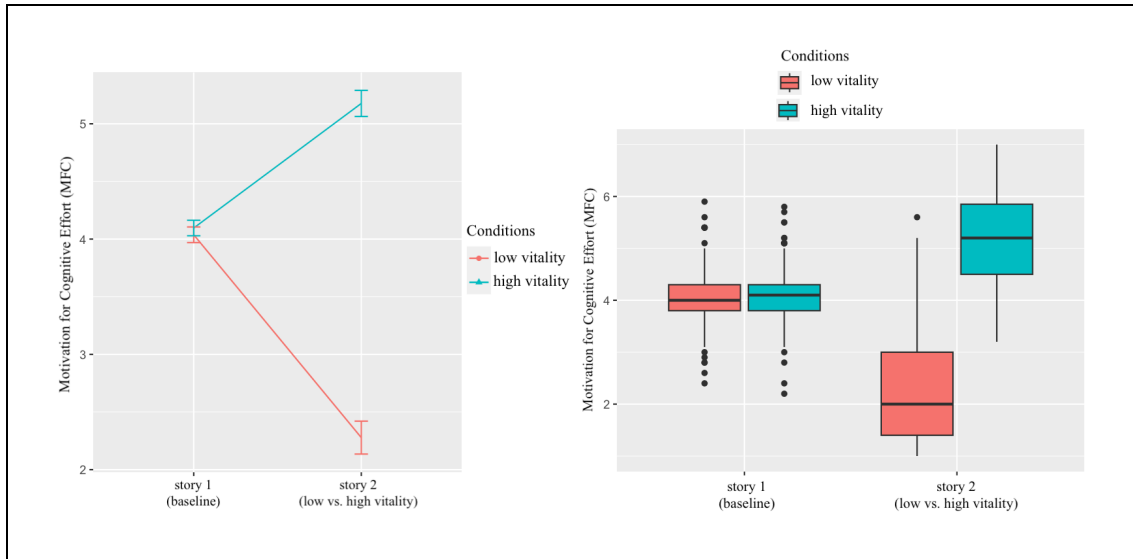 Motivation for Cognitive Effort (MFC)
5
4
3
2
story 1
(baseline)
story 2
(low vs. high vitality)
Conditions
low vitality
high vitality
Conditions
low vitality
high vitality
Motivation for Cognitive Effort (MFC)
6
4
2
story 1
(baseline)
story 2
(low vs. high vitality)